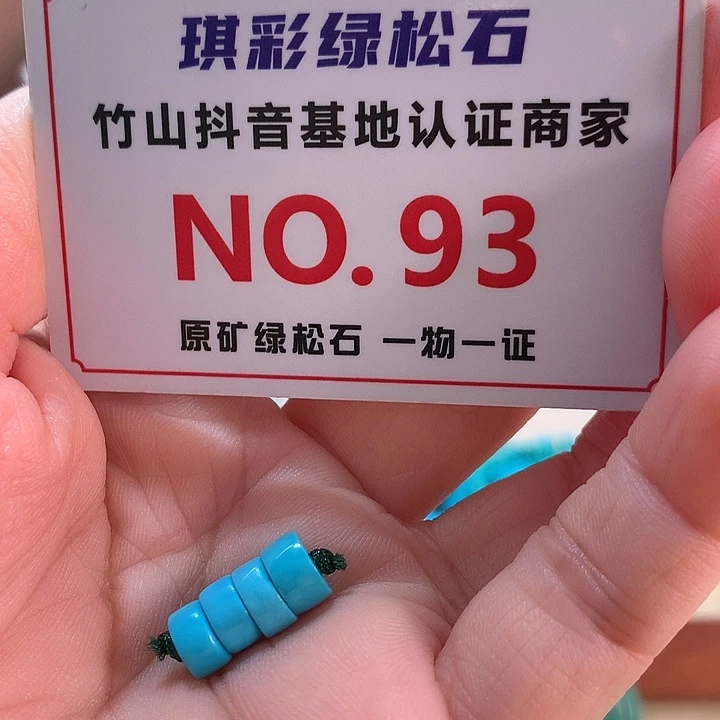 琪彩绿松石
竹山抖音基地认证商家
NO.93
原矿绿松石 一物一证